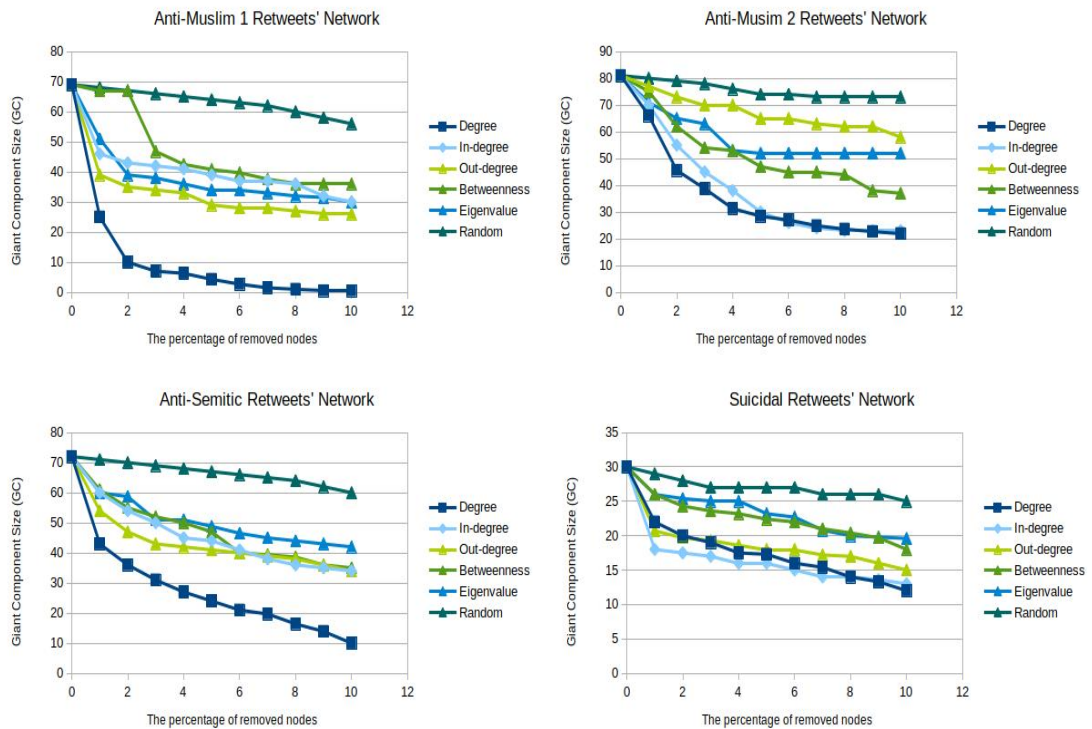 Anti-Muslim 1 Retweets' Network
Giant Component Size (GC)
80
70
60
50
40
30
20
10
0
0 2 4 6 8 10 12
The percentage of removed nodes
Degree
In-degree
Out-degree
Betweenness
Eigenvalue
Random
Anti-Musim 2 Retweets' Network
Giant Component Size (GC)
90
80
70
60
50
40
30
20
10
0
0 2 4 6 8 10 12
The percentage of removed nodes
Degree
In-degree
Out-degree
Betweenness
Eigenvalue
Random
Anti-Semitic Retweets' Network
Giant Component Size (GC)
80
70
60
50
40
30
20
10
0
0 2 4 6 8 10 12
The percentage of removed nodes
Degree
In-degree
Out-degree
Betweenness
Eigenvalue
Random
Suicidal Retweets' Network
Giant Component Size (GC)
35
30
25
20
15
10
5
0
0 2 4 6 8 10 12
The percentage of removed nodes
Degree
In-degree
Out-degree
Betweenness
Eigenvalue
Random